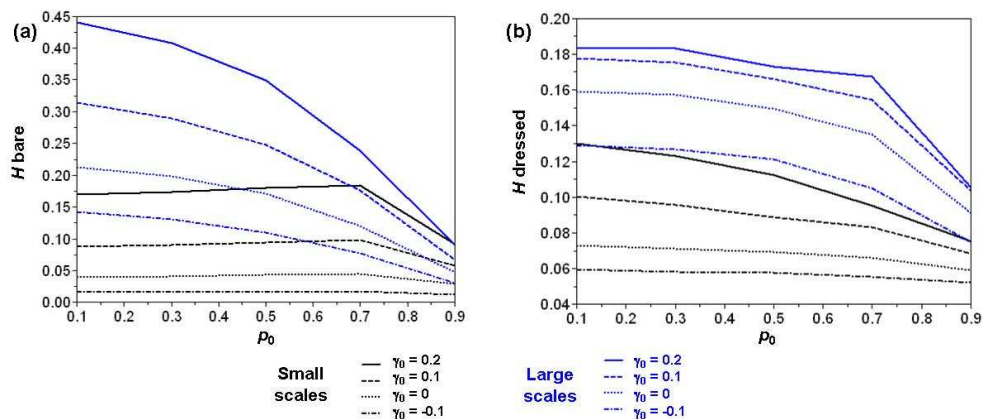 (a)
H bare
0.45
0.40
0.35
0.30
0.25
0.20
0.15
0.10
0.05
0.00
0.1 0.2 0.3 0.4 0.5 0.6 0.7 0.8 0.9
p0
(b)
H dressed
0.20
0.18
0.16
0.14
0.12
0.10
0.08
0.06
0.04
0.1 0.2 0.3 0.4 0.5 0.6 0.7 0.8 0.9
p0
Small scales
γ0 = 0.2
γ0 = 0.1
γ0 = 0
γ0 = -0.1
Large scales
γ0 = 0.2
γ0 = 0.1
γ0 = 0
γ0 = -0.1